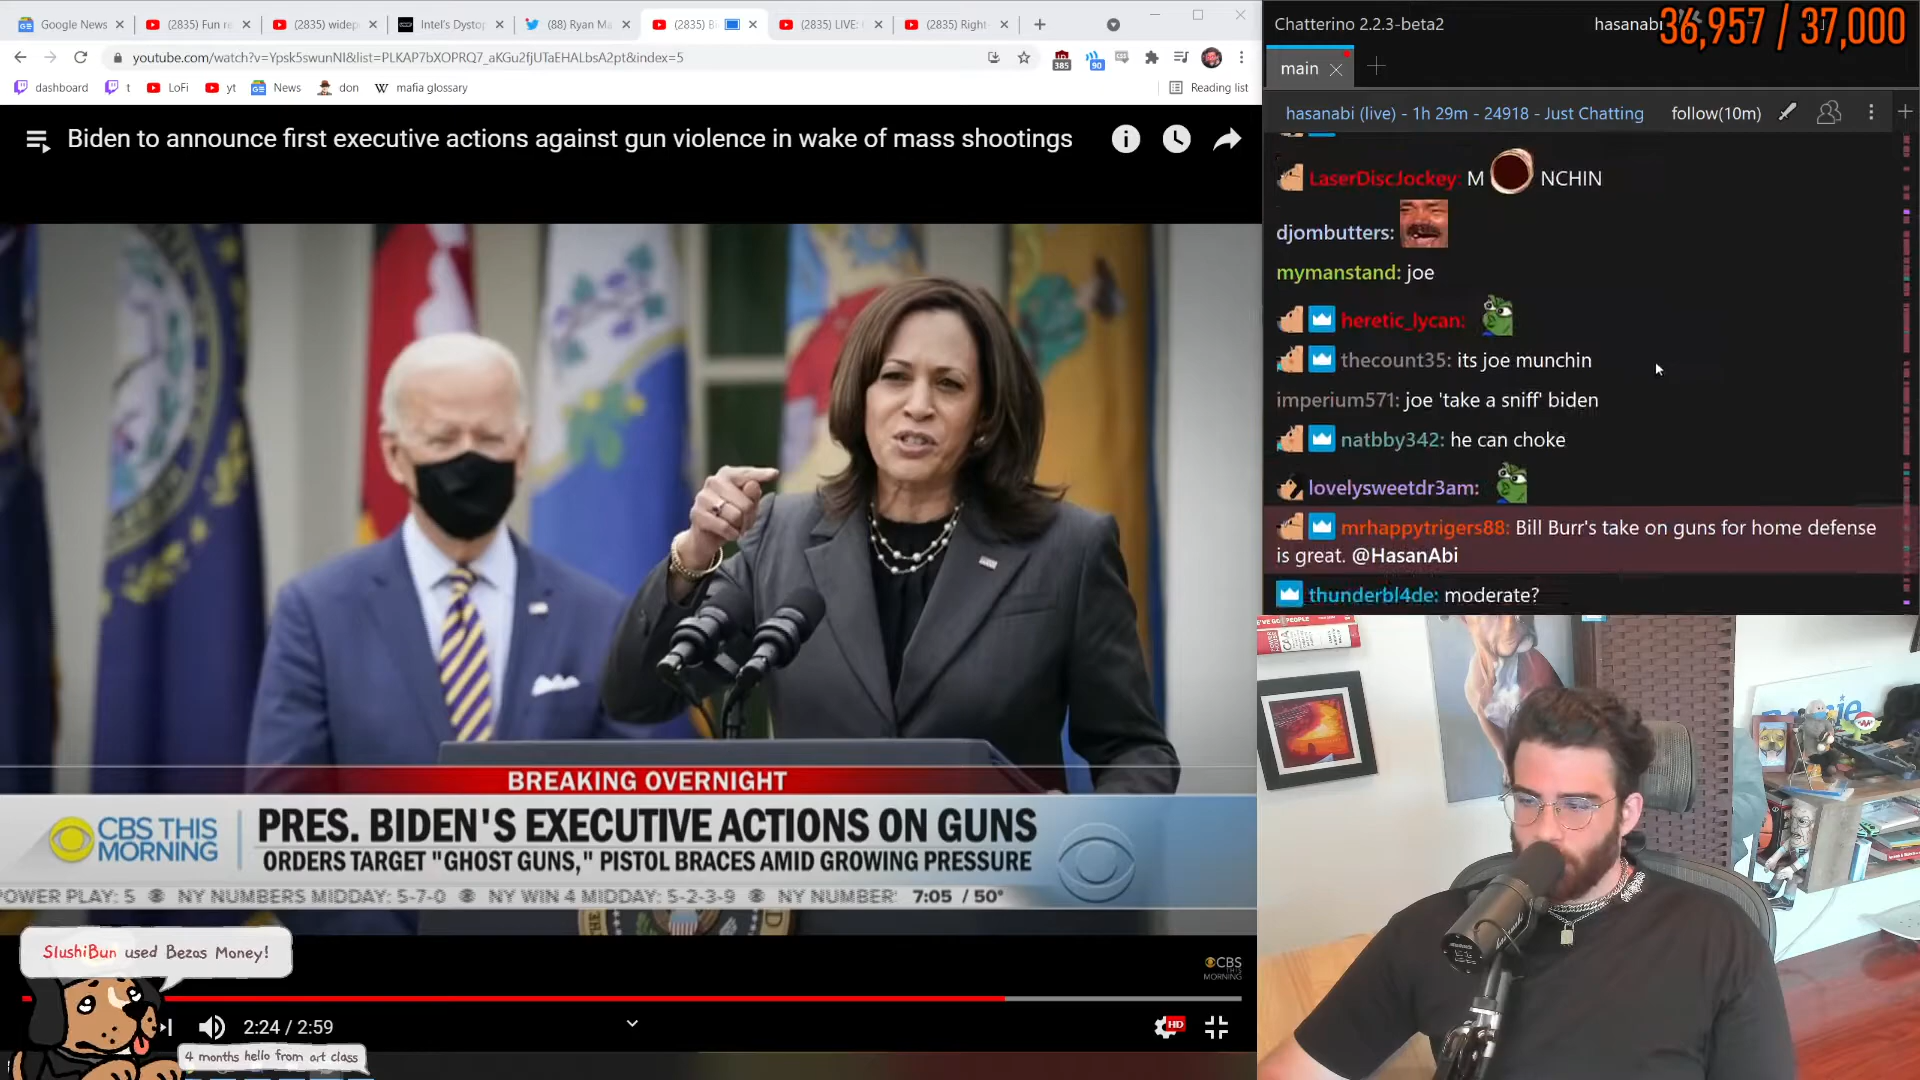 Google News
(2835) Fun re
(2835) widep
Intel's Dystop
(88) Ryan Ma
(2835) B
(2835) LIVE:
(2835) Right-
youtube.com/watch?v=Ypsk5swunNI&list=PLKAP7bXOPRQ7_aKGu2fjUTaEHALbsA2pt&index=5
385
90
dashboard
t
LoFi
yt
News
don
mafia glossary
Reading list
Biden to announce first executive actions against gun violence in wake of mass shootings
BREAKING OVERNIGHT
CBS THIS MORNING
PRES. BIDEN'S EXECUTIVE ACTIONS ON GUNS
ORDERS TARGET "GHOST GUNS," PISTOL BRACES AMID GROWING PRESSURE
POWER PLAY: 5 NY NUMBERS MIDDAY: 5-7-0 NY WIN 4 MIDDAY: 5-2-3-9 NY NUMBER 7:05 / 50°
SlushiBun used Bezos Money!
CBS
THIS
MORNING
2:24 / 2:59
HD
4 months hello from art class
Chatterino 2.2.3-beta2
hasanabi
36,957 / 37,000
main
hasanabi (live) - 1h 29m - 24918 - Just Chatting
follow(10m)
LaserDiscJockey: M NCHIN
djombutters:
mymanstand: joe
heretic_lycan:
thecount35: its joe munchin
imperium571: joe 'take a sniff' biden
natbby342: he can choke
lovelysweetdr3am:
mrhappytrigers88: Bill Burr's take on guns for home defense
is great. @HasanAbi
thunderbl4de: moderate?